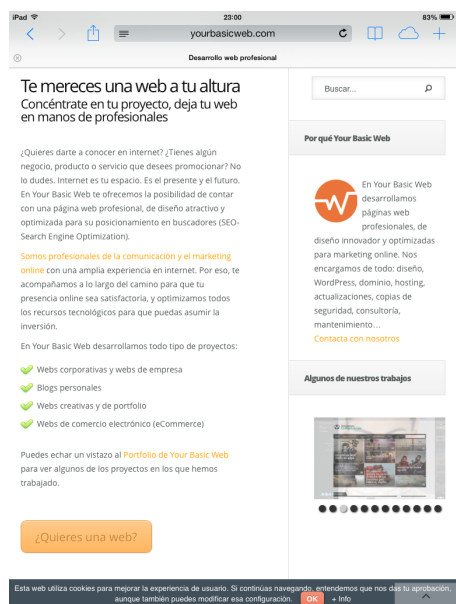 iPad
23:00
83%
yourbasicweb.com
Desarrollo web profesional
Te mereces una web a tu altura
Concéntrate en tu proyecto, deja tu web
en manos de profesionales
¿Quieres darte a conocer en internet? ¿Tienes algún
negocio, producto o servicio que desees promocionar? No
lo dudes. Internet es tu espacio. Es el presente y el futuro.
En Your Basic Web te ofrecemos la posibilidad de contar
con una página web profesional, de diseño atractivo y
optimizada para su posicionamiento en buscadores (SEO-
Search Engine Optimization).
Somos profesionales de la comunicación y el marketing
online con una amplia experiencia en internet. Por eso, te
acompañamos a lo largo del camino para que tu
presencia online sea satisfactoria, y optimizamos todos
los recursos tecnológicos para que puedas asumir la
inversión.
En Your Basic Web desarrollamos todo tipo de proyectos:
Webs corporativas y webs de empresa
Blogs personales
Webs creativas y de portfolio
Webs de comercio electrónico (eCommerce)
Puedes echar un vistazo al Portfolio de Your Basic Web
para ver algunos de los proyectos en los que hemos
trabajado.
¿Quieres una web?
Buscar...
Por qué Your Basic Web
En Your Basic Web
desarrollamos
páginas web
profesionales, de
diseño innovador y optimizadas
para marketing online. Nos
encargamos de todo: diseño,
WordPress, dominio, hosting,
actualizaciones, copias de
seguridad, consultoría,
mantenimiento...
Contacta con nosotros
Algunos de nuestros trabajos
Esta web utiliza cookies para mejorar la experiencia de usuario. Si continúas navegando, entendemos que nos das tu aprobación,
aunque también puedes modificar esa configuración. OK + Info